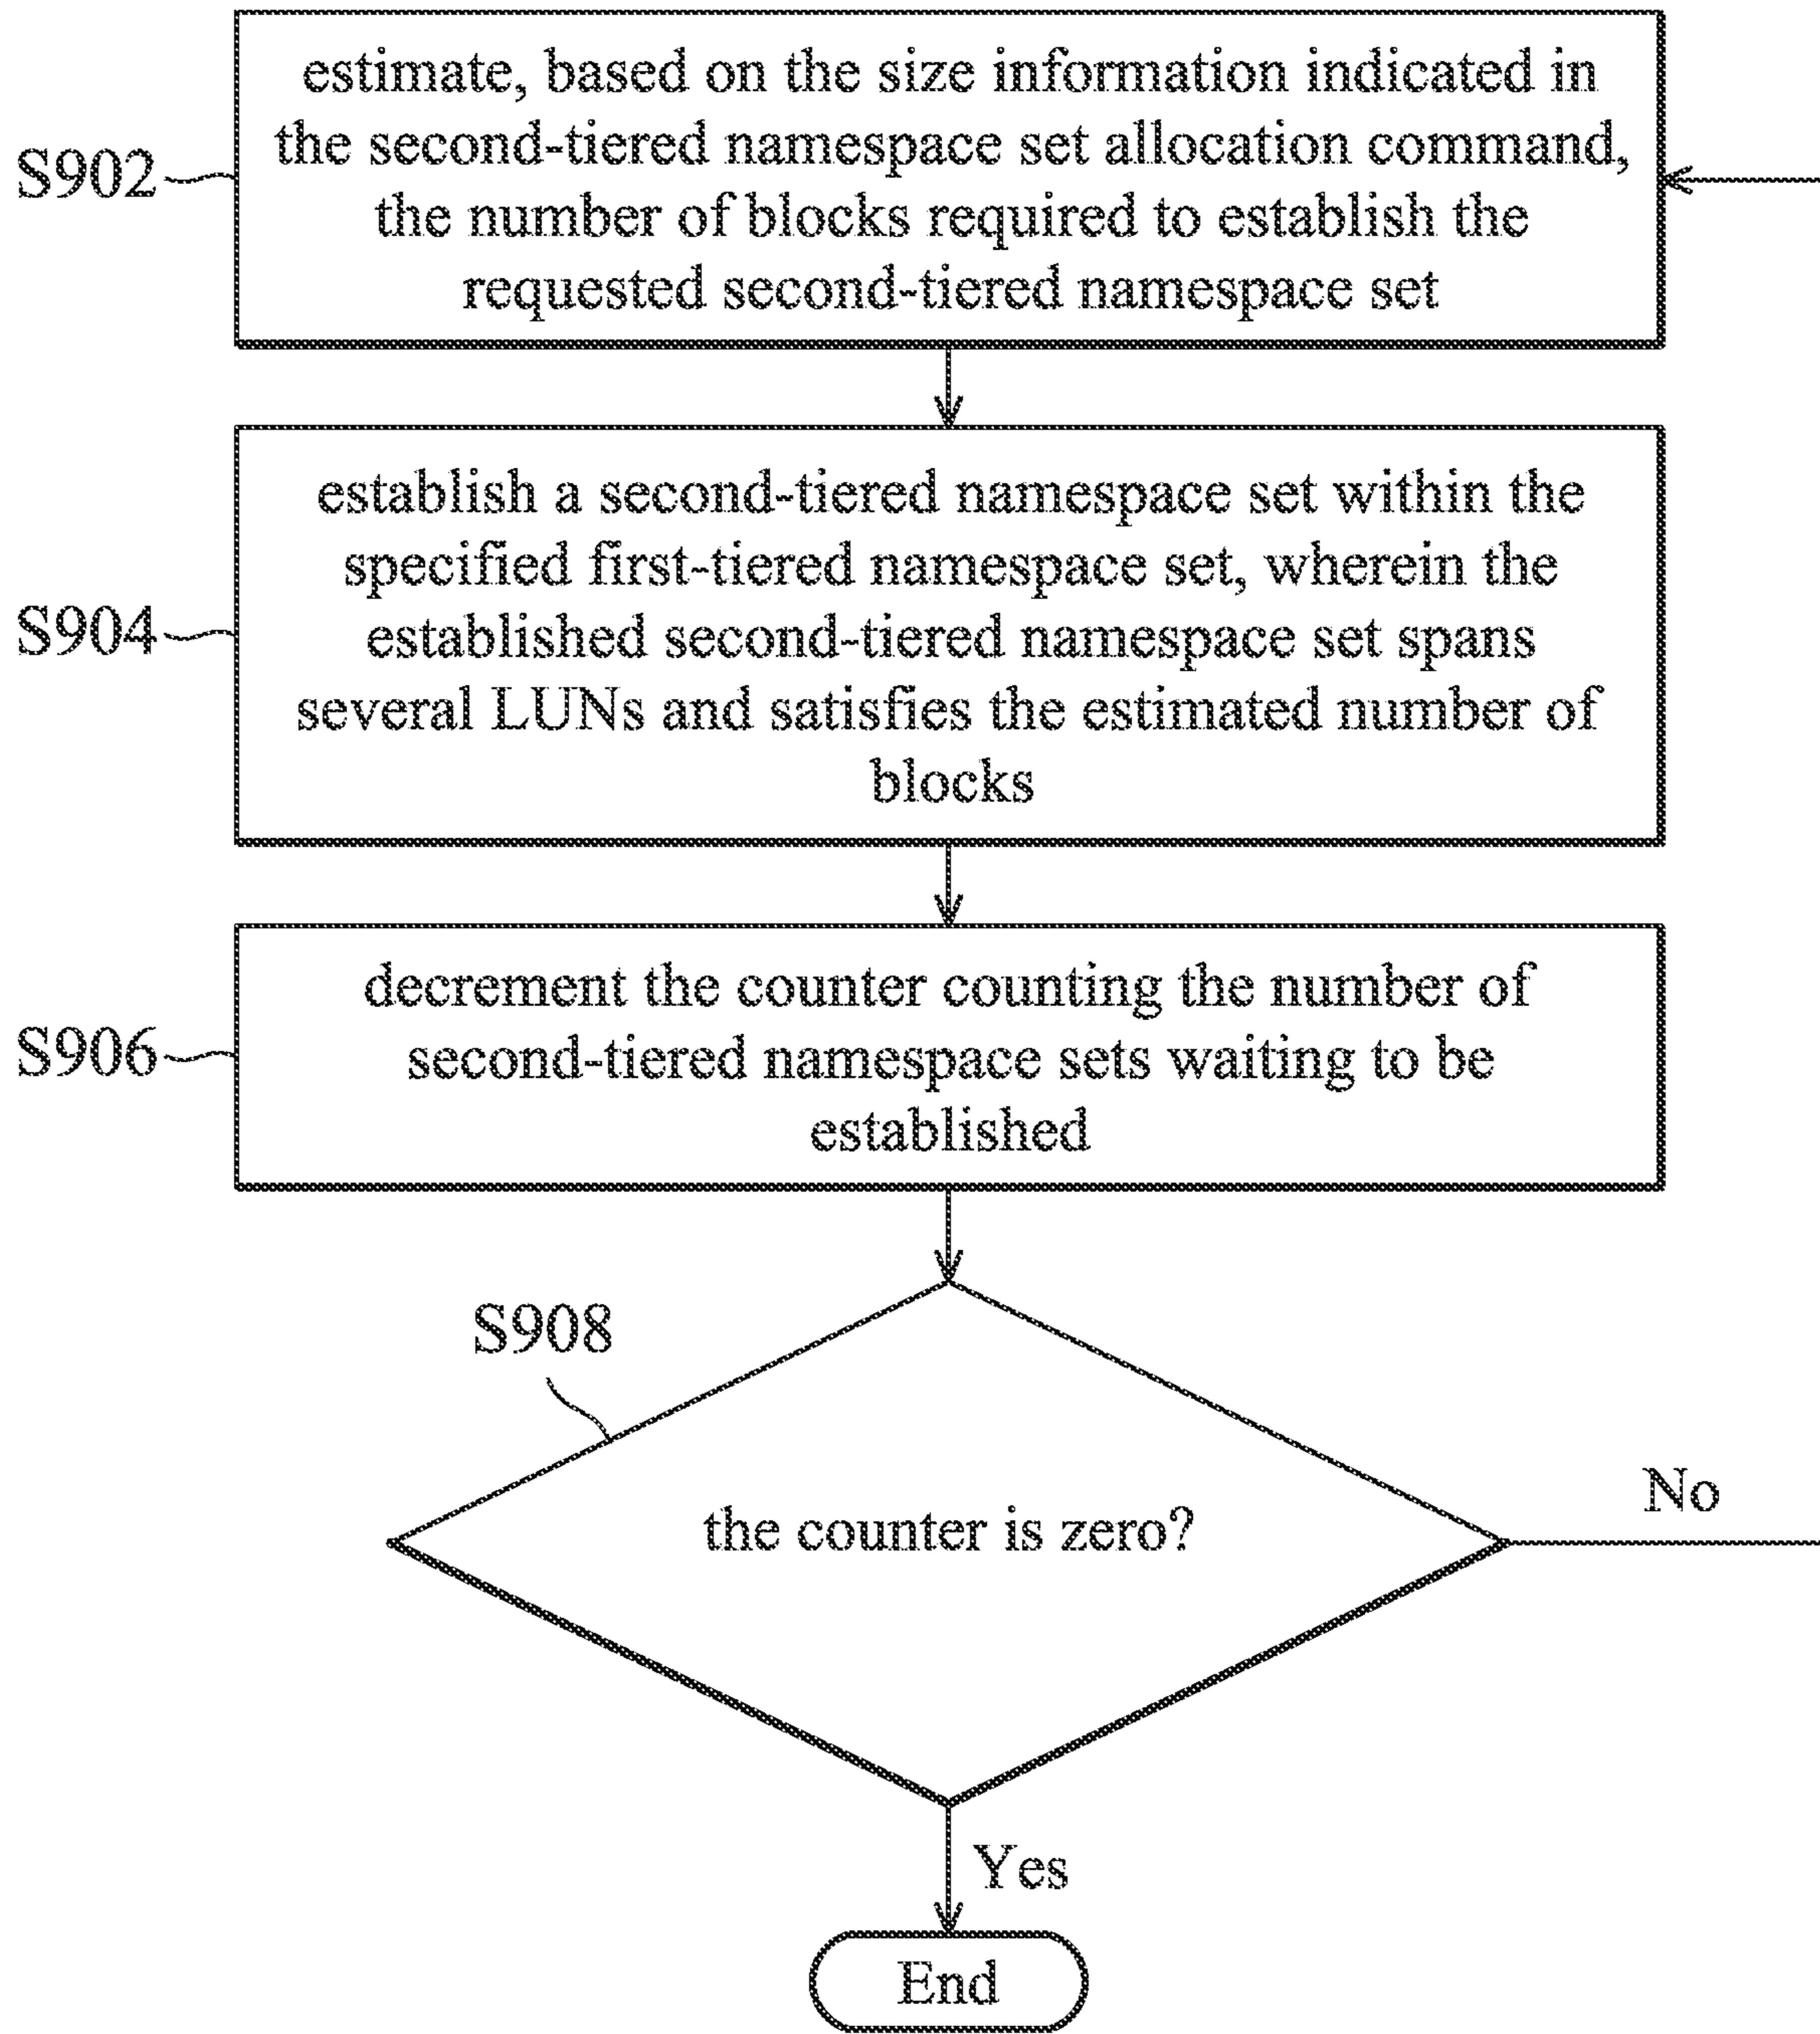 estimate, based on the size information indicated in
the second-tiered namespace set allocation command,
the number of blocks required to establish the
requested second-tiered namespace set
S902
establish a second-tiered namespace set within the
specified first-tiered namespace set, wherein the
established second-tiered namespace set spans
several LUNs and satisfies the estimated number of
blocks
S904
decrement the counter counting the number of
second-tiered namespace sets waiting to be
established
S906
S908
the counter is zero?
No
Yes
End